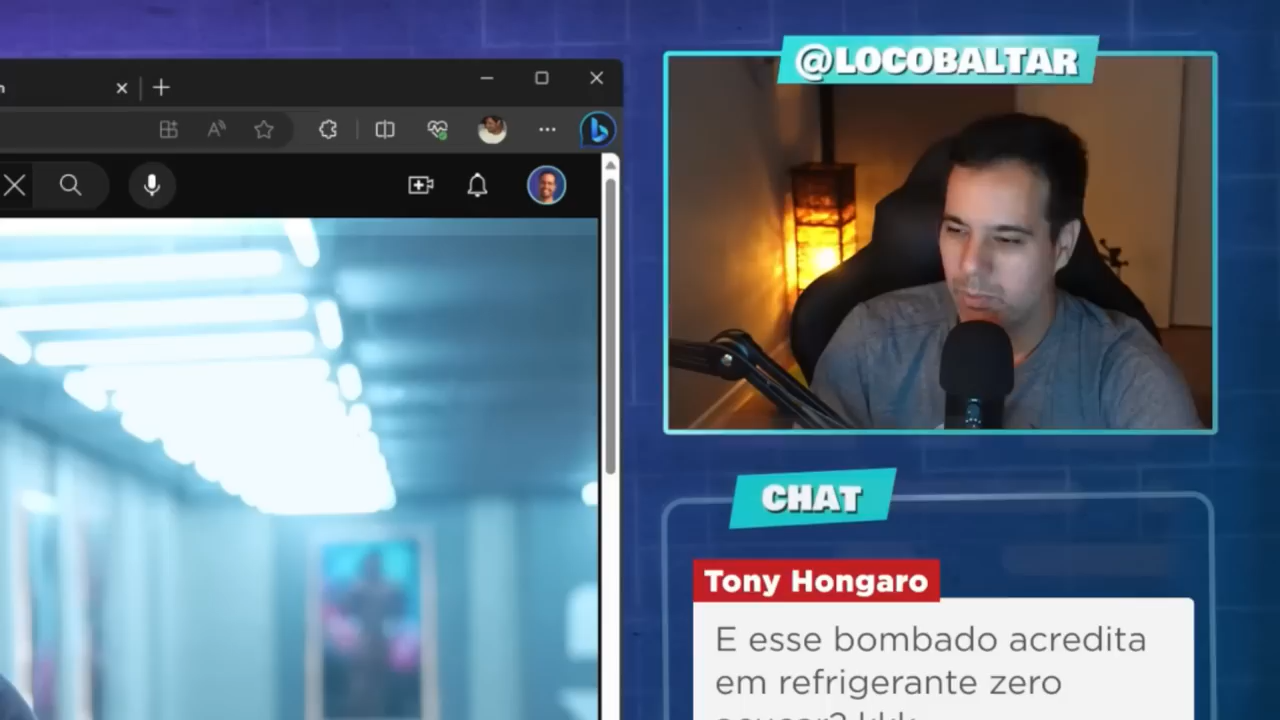 @LOCOBALTAR
CHAT
Tony Hongaro
E esse bombado acredita
em refrigerante zero